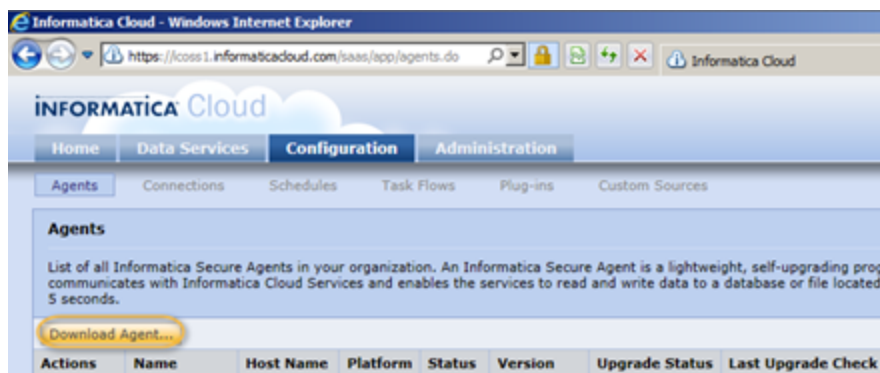 Informatica Cloud - Windows Internet Explorer
https://icoss1.informaticacloud.com/saas/app/agents.do Informatica Cloud
INFORMATICA Cloud
Home Data Services Configuration Administration
Agents Connections Schedules Task Flows Plug-ins Custom Sources
Agents
List of all Informatica Secure Agents in your organization. An Informatica Secure Agent is a lightweight, self-upgrading prog
communicates with Informatica Cloud Services and enables the services to read and write data to a database or file located
5 seconds.
Download Agent...
Actions Name Host Name Platform Status Version Upgrade Status Last Upgrade Check